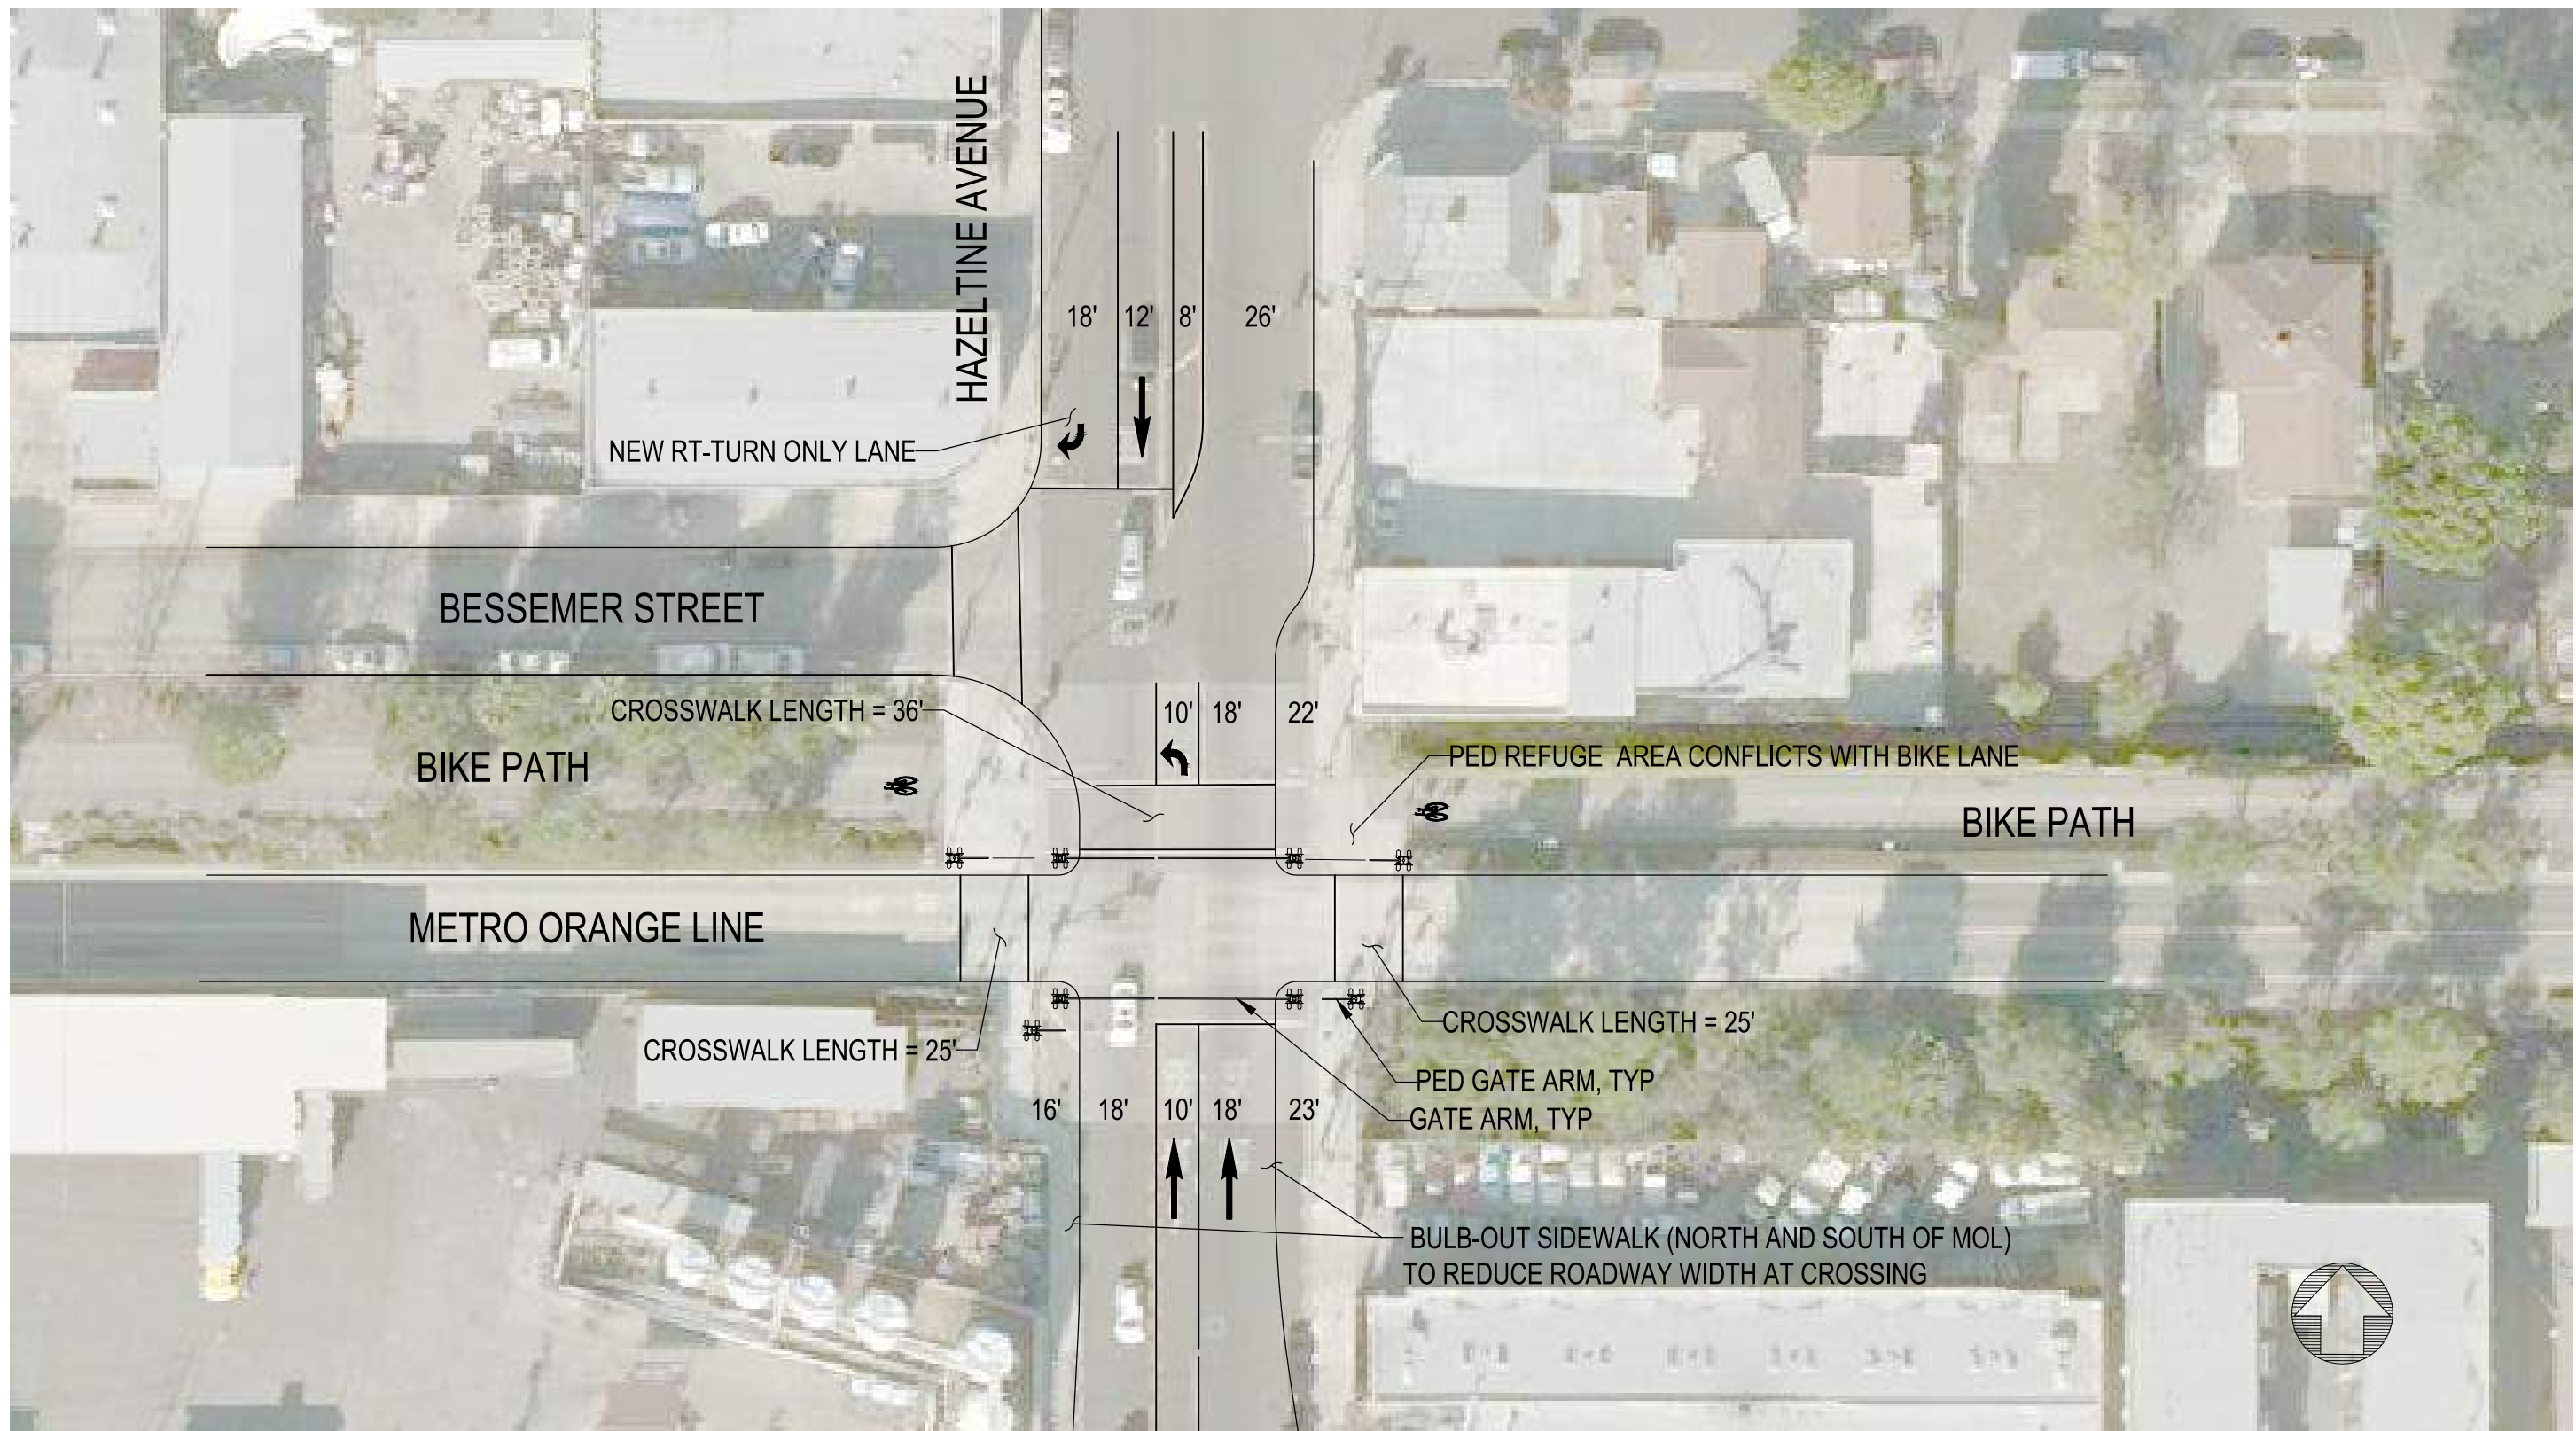 HAZELTINE AVENUE
18' 12' 8' 26'
NEW RT-TURN ONLY LANE
BESSEMER STREET
CROSSWALK LENGTH = 36'
10' 18' 22'
PED REFUGE AREA CONFLICTS WITH BIKE LANE
BIKE PATH
BIKE PATH
METRO ORANGE LINE
CROSSWALK LENGTH = 25'
CROSSWALK LENGTH = 25'
PED GATE ARM, TYP
GATE ARM, TYP
16' 18' 10' 18' 23'
BULB-OUT SIDEWALK (NORTH AND SOUTH OF MOL)
TO REDUCE ROADWAY WIDTH AT CROSSING